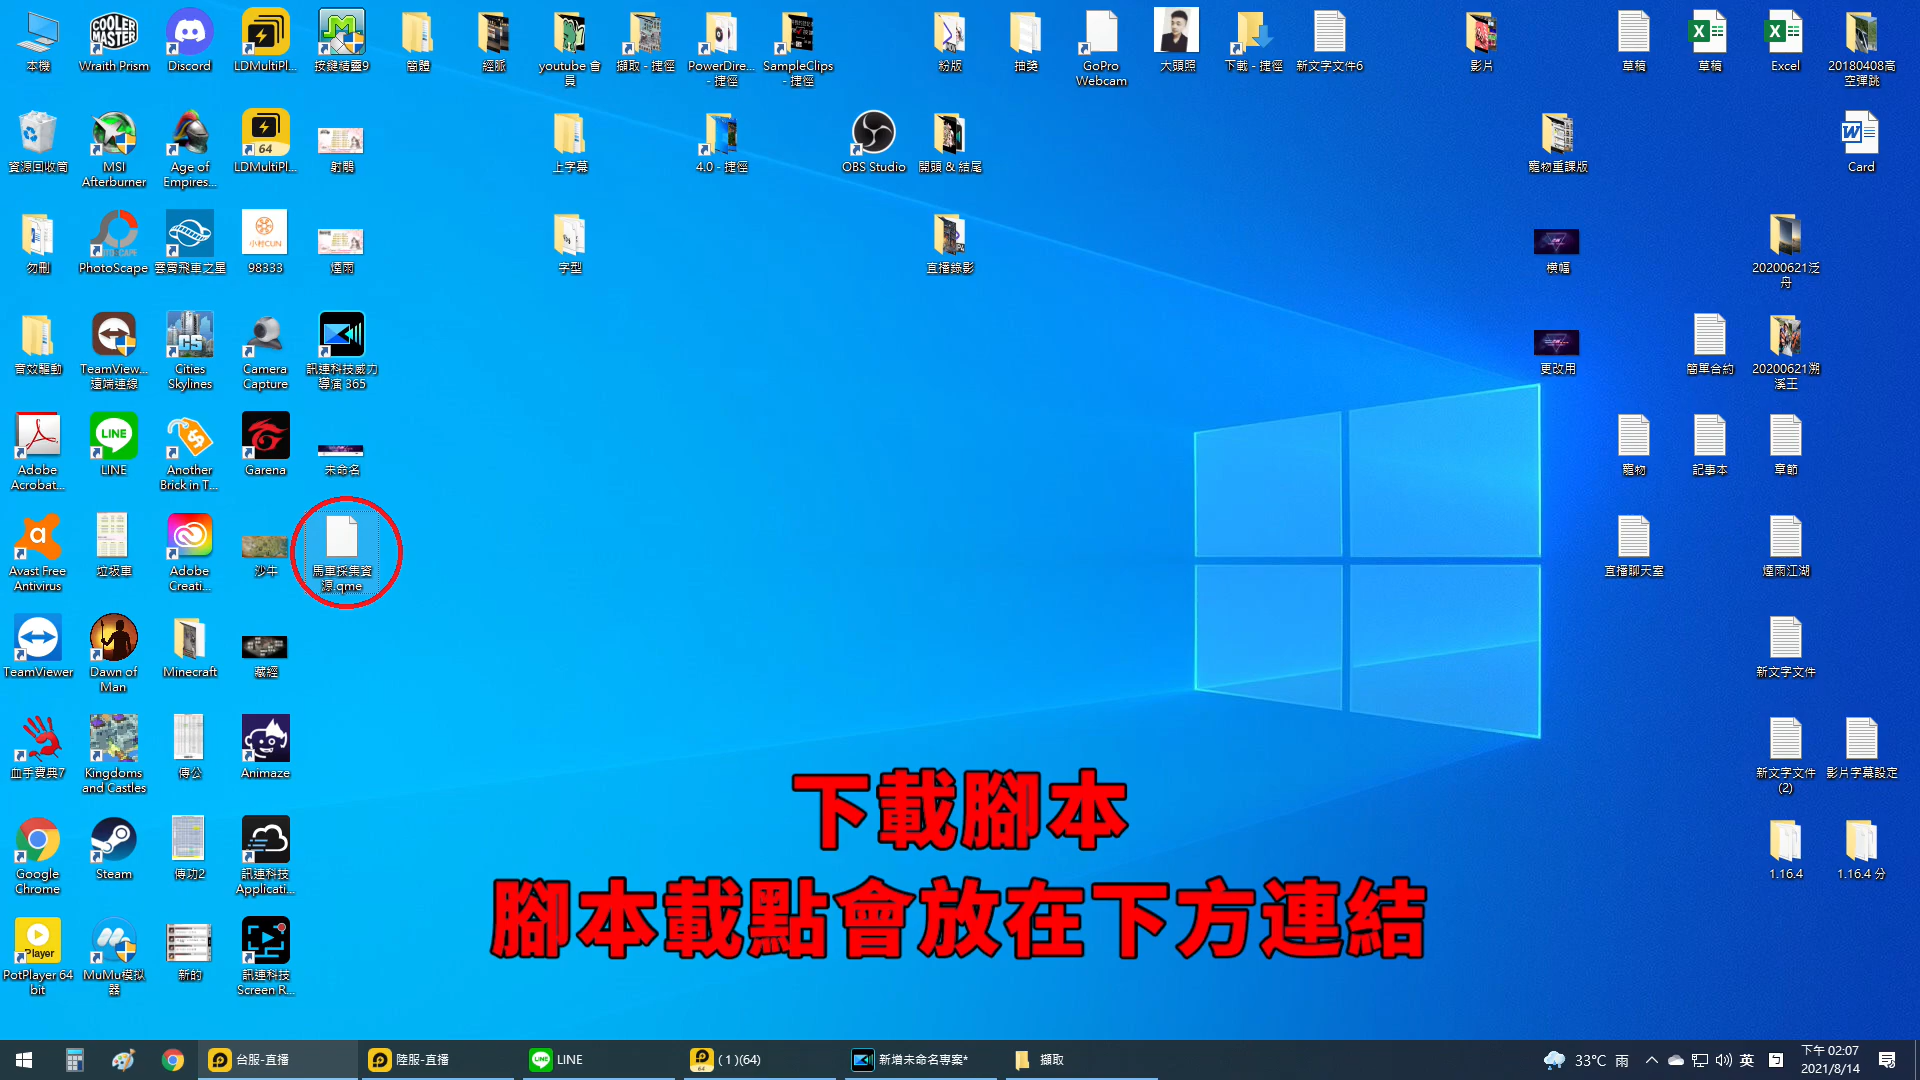 本機
Wraith Prism
Discord
LDMultiPl...
按鍵精靈9
簡體
經脈
youtube 會
員
擷取 - 捷徑
PowerDire...
- 捷徑
SampleClips
- 捷徑
粉版
抽獎
GoPro
Webcam
大頭照
下載 - 捷徑
新文字文件6
影片
草稿
草稿
Excel
20180408高
空彈跳
資源回收筒
MSI
Afterburner
Age of
Empires...
LDMultiPl...
射鵰
上字幕
4.0 - 捷徑
OBS Studio
開頭 & 結尾
寵物重課版
Card
勿刪
PhotoScape
雲霄飛車之星
98333
煙雨
字型
直播錄影
橫幅
20200621泛
舟
音效驅動
TeamView...
遠端連線
Cities
Skylines
Camera
Capture
訊連科技威力
導演 365
更改用
簡單合約
20200621溯
溪王
Adobe
Acrobat...
LINE
Another
Brick in T...
Garena
未命名
寵物
記事本
章節
Avast Free
Antivirus
垃圾車
Adobe
Creati...
沙牛
馬車採集資
源.qme
直播聊天室
煙雨江湖
TeamViewer
Dawn of
Man
Minecraft
藏經
新文字文件
血手寶典7
Kingdoms
and Castles
傳公
Animaze
新文字文件
(2)
影片字幕設定
下載腳本
Google
Chrome
Steam
傳功2
訊連科技
Applicati...
1.16.4
1.16.4 分
腳本載點會放在下方連結
PotPlayer 64
bit
MuMu模拟
器
新的
訊連科技
Screen R...
台服-直播
陸服-直播
LINE
( 1 )(64)
新增未命名專案*
擷取
33°C 雨
英
下午 02:07
2021/8/14